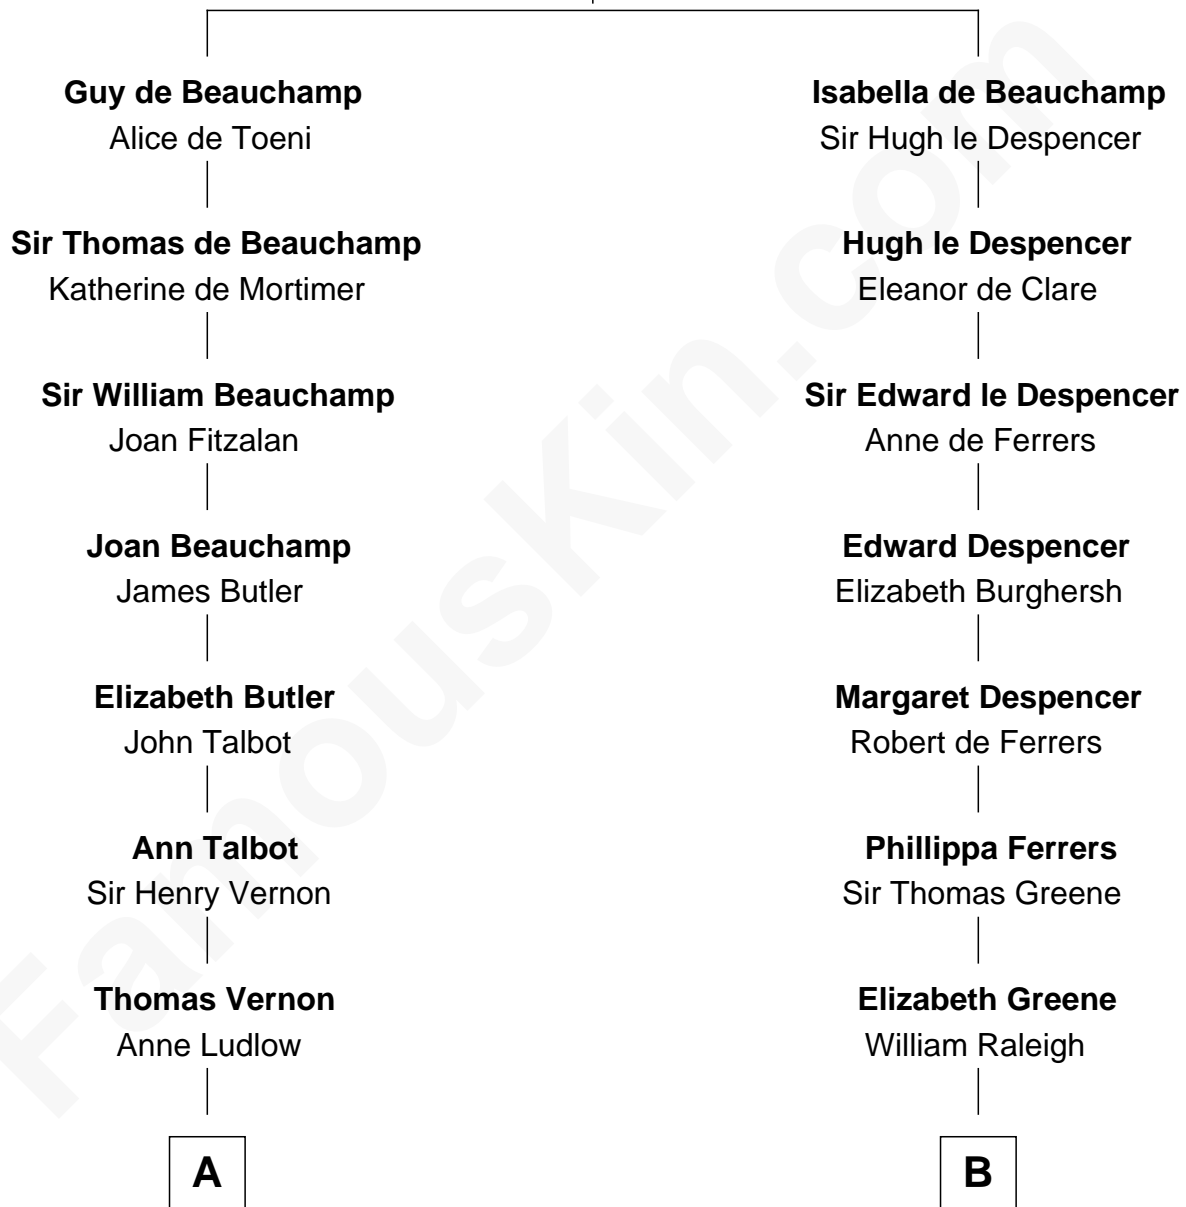 Guy de Beauchamp
Alice de Toeni
Isabella de Beauchamp
Sir Hugh le Despencer
Sir Thomas de Beauchamp
Katherine de Mortimer
Hugh le Despencer
Eleanor de Clare
Sir William Beauchamp
Joan Fitzalan
Sir Edward le Despencer
Anne de Ferrers
Joan Beauchamp
James Butler
Edward Despencer
Elizabeth Burghersh
Elizabeth Butler
John Talbot
Margaret Despencer
Robert de Ferrers
Ann Talbot
Sir Henry Vernon
Phillippa Ferrers
Sir Thomas Greene
Thomas Vernon
Anne Ludlow
Elizabeth Greene
William Raleigh
A
B
FamousKin.com